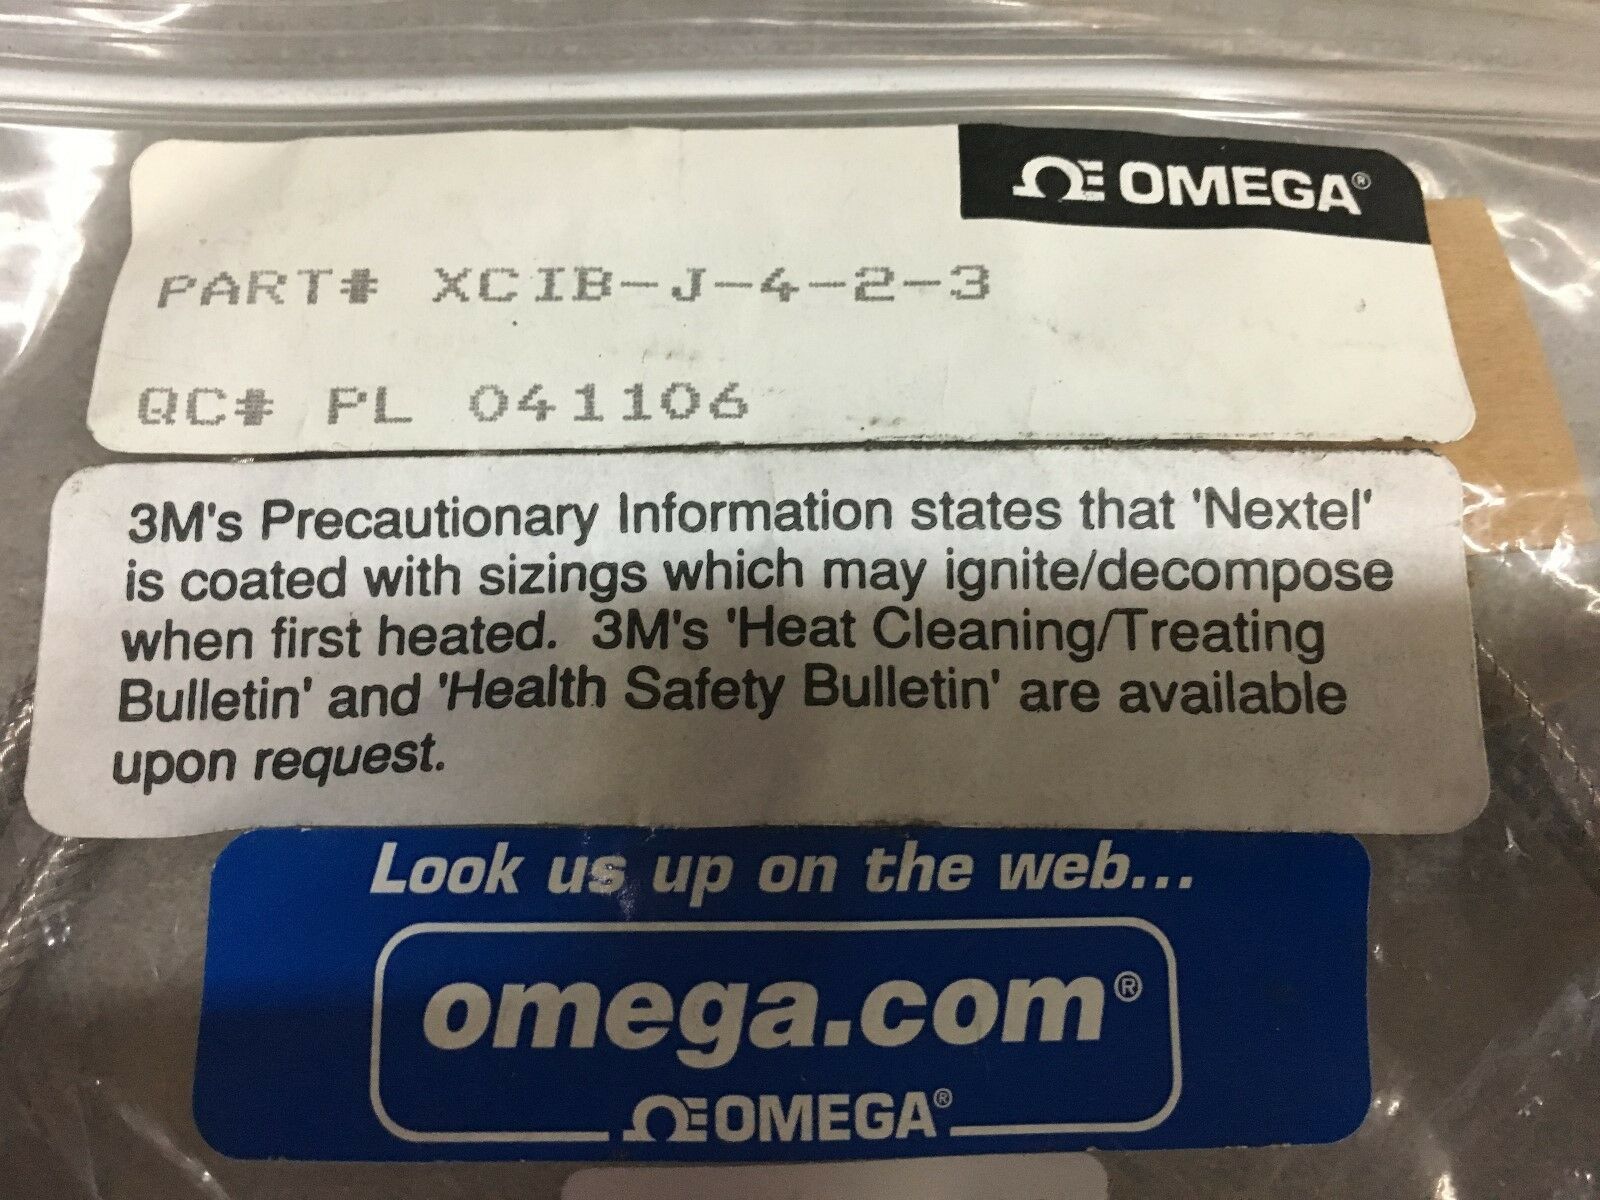 ΩE OMEGA®
PART# XCIB-J-4-2-3
QC# PL 041106
3M's Precautionary Information states that 'Nextel'
is coated with sizings which may ignite/decompose
when first heated. 3M's 'Heat Cleaning/Treating
Bulletin' and 'Health Safety Bulletin' are available
upon request.
Look us up on the web...
omega.com®
ΩE OMEGA®